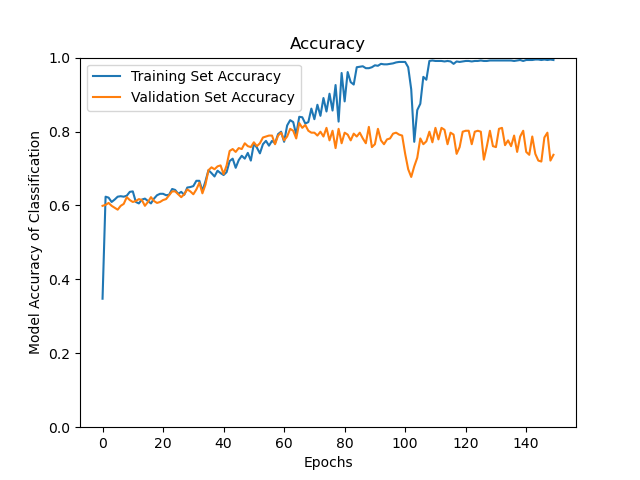 Accuracy
Training Set Accuracy
Validation Set Accuracy
Model Accuracy of Classification
1.0
0.8
0.6
0.4
0.2
0.0
0 20 40 60 80 100 120 140
Epochs